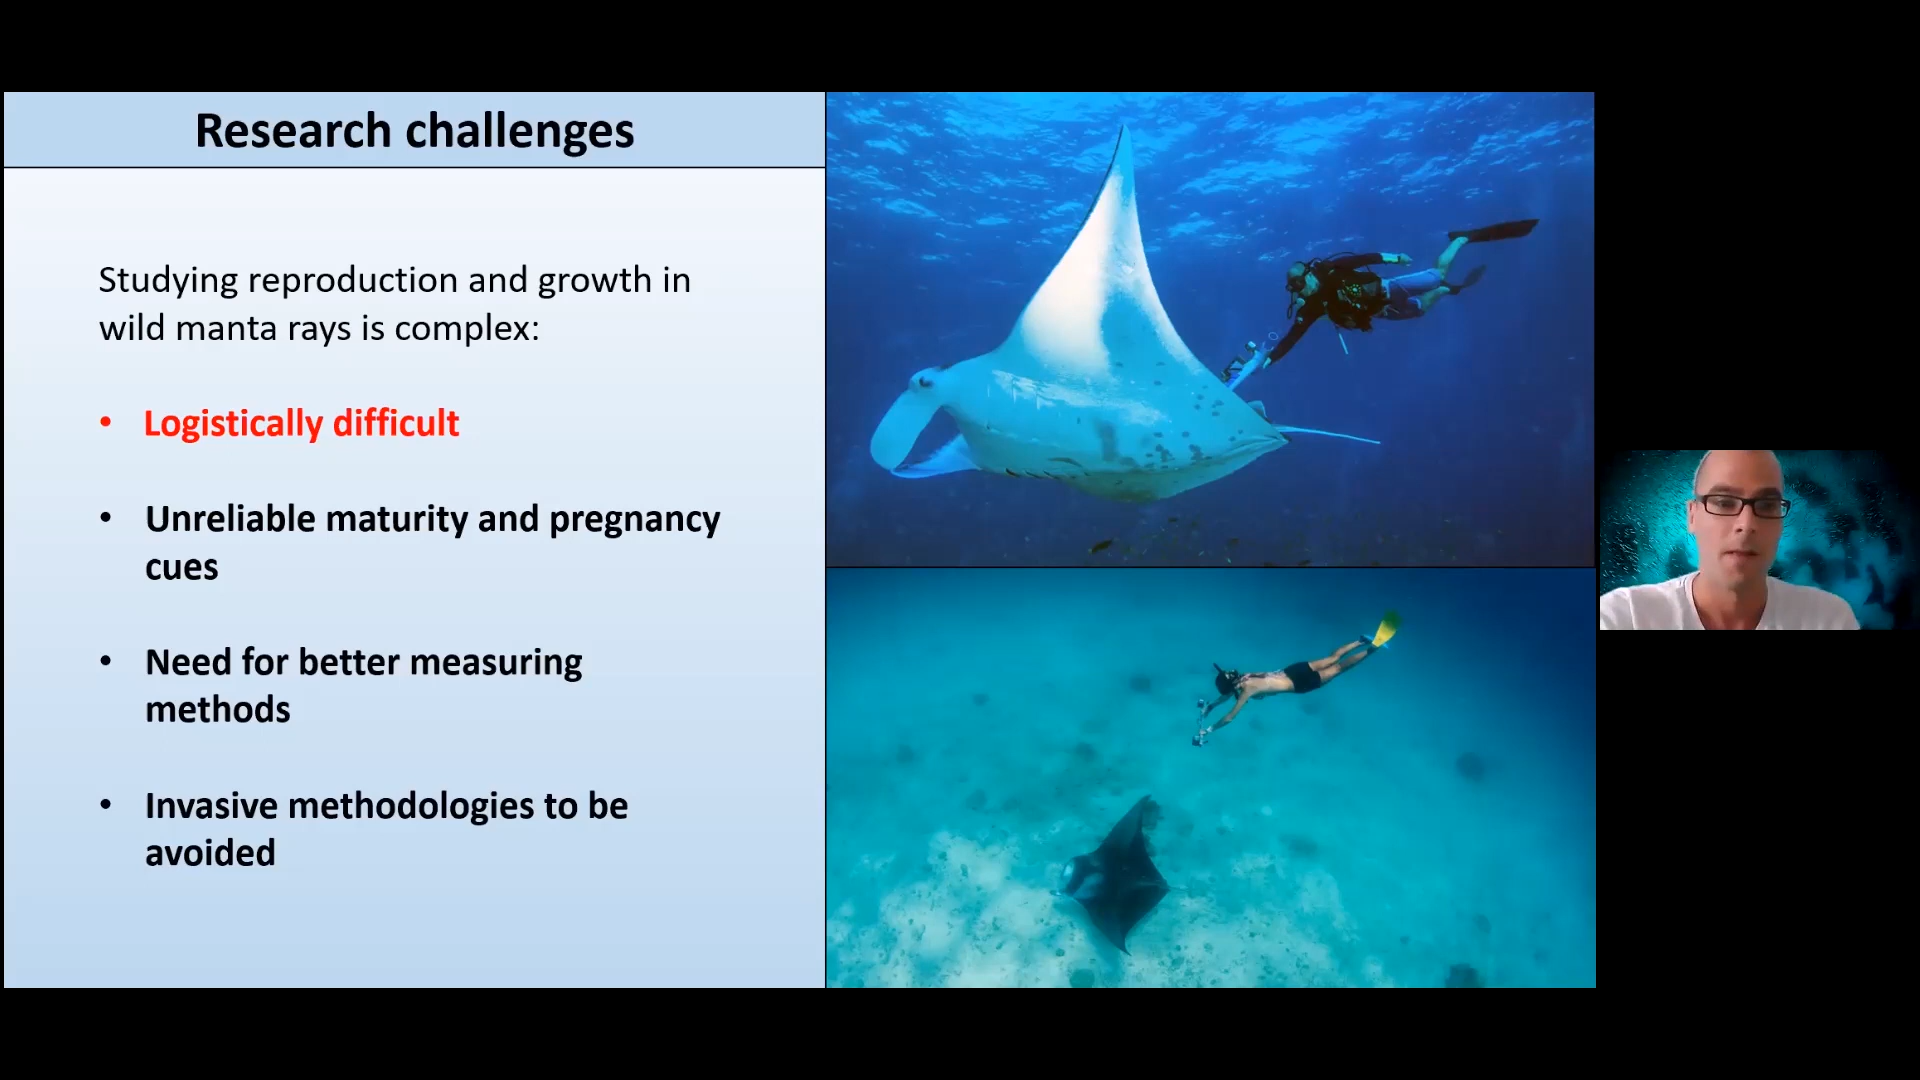 Research challenges
Studying reproduction and growth in
wild manta rays is complex:
• Logistically difficult
• Unreliable maturity and pregnancy
cues
• Need for better measuring
methods
• Invasive methodologies to be
avoided